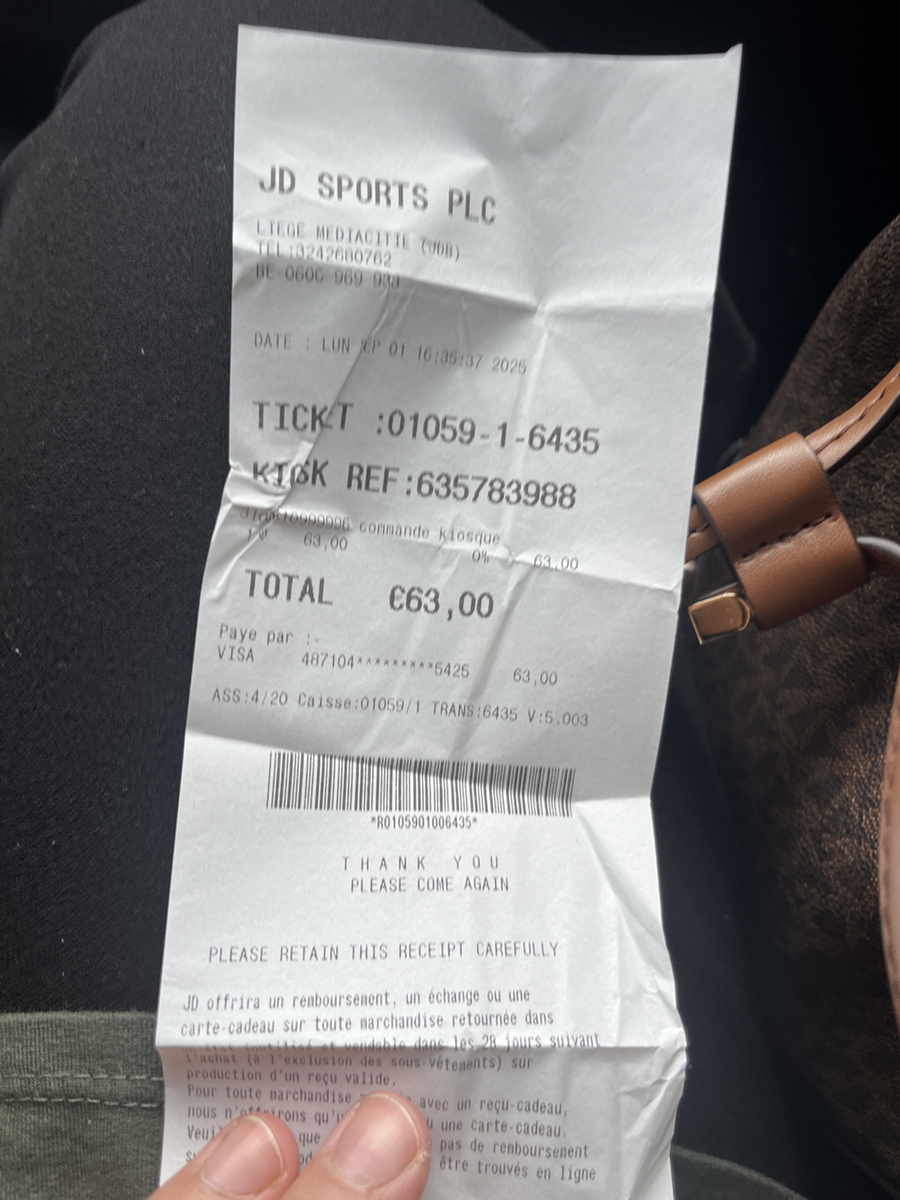 JD SPORTS PLC
LIEGE MEDIACITIE (JDB)
TEL:3242680762
BE 0606 969 933
DATE : LUN SEP 01 16:35:37 2025
TICKT :01059-1-6435
KIOSK REF:635783988
commande kiosque
63,00 0% 63,00
TOTAL €63,00
Paye par :-
VISA 487104*********5425 63,00
ASS:4/20 Caisse:01059/1 TRANS:6435 V:5.003
*R0105901006435*
THANK YOU
PLEASE COME AGAIN
PLEASE RETAIN THIS RECEIPT CAREFULLY
JD offrira un remboursement, un échange ou une
carte-cadeau sur toute marchandise retournée dans
utilisé et vendable dans les 28 jours suivant
l'achat (à l'exclusion des sous-vêtements) sur
production d'un reçu valide.
Pour toute marchandise avec un reçu-cadeau,
nous n'offrirons une carte-cadeau.
que pas de remboursement
être trouvés en ligne